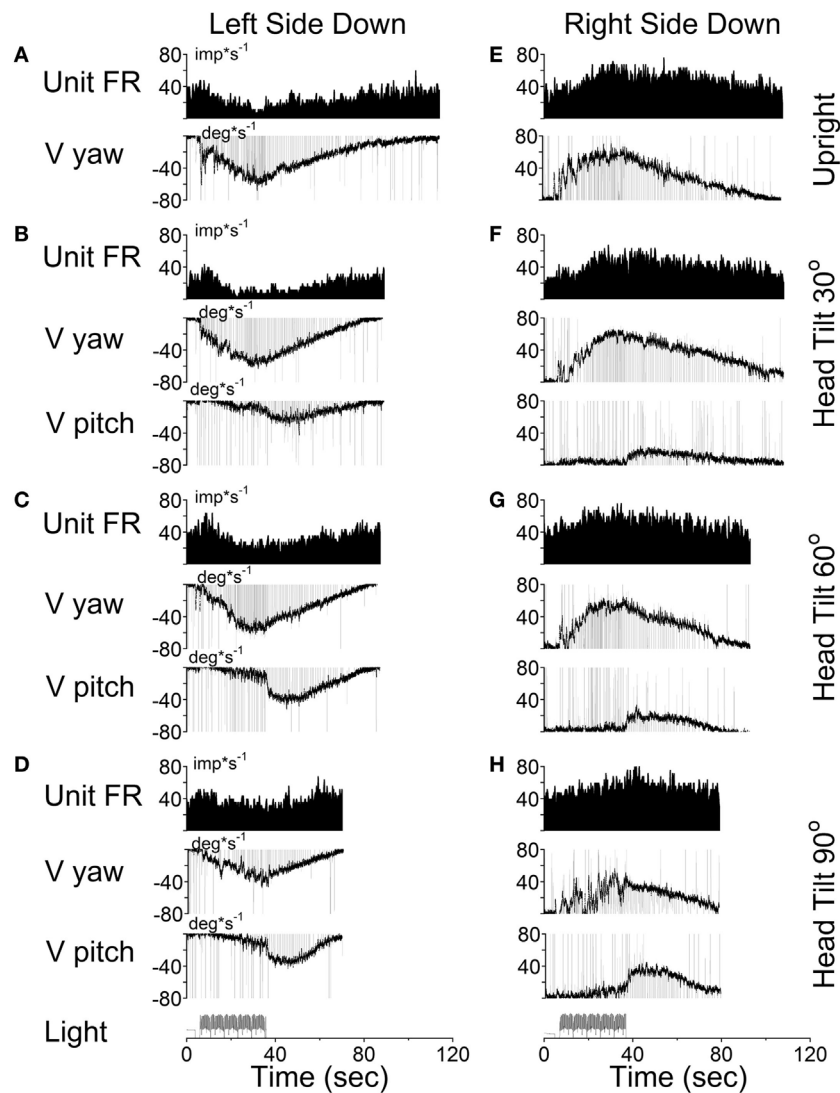 Left Side Down Right Side Down
A E
Unit FR 80 40 imp*s-1 80 40
V yaw deg*s-1 -40 -80 80 40
Upright
B F
Unit FR 80 40 imp*s-1 80 40
V yaw deg*s-1 -40 -80 80 40
V pitch deg*s-1 -40 -80 80 40
Head Tilt 30o
C G
Unit FR 80 40 imp*s-1 80 40
V yaw deg*s-1 -40 -80 80 40
V pitch deg*s-1 -40 -80 80 40
Head Tilt 60o
D H
Unit FR 80 40 imp*s-1 80 40
V yaw deg*s-1 -40 -80 80 40
V pitch deg*s-1 -40 -80 80 40
Head Tilt 90o
Light
0 40 80 120 0 40 80 120
Time (sec) Time (sec)